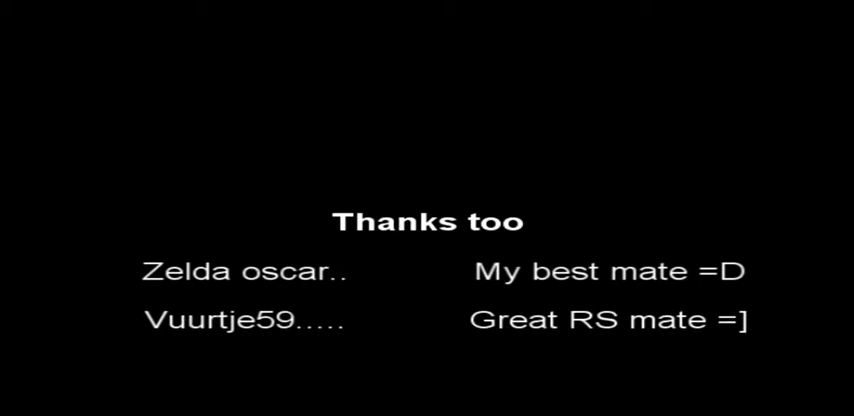 Thanks too
Zelda oscar.. My best mate =D
Vuurtje59..... Great RS mate =]